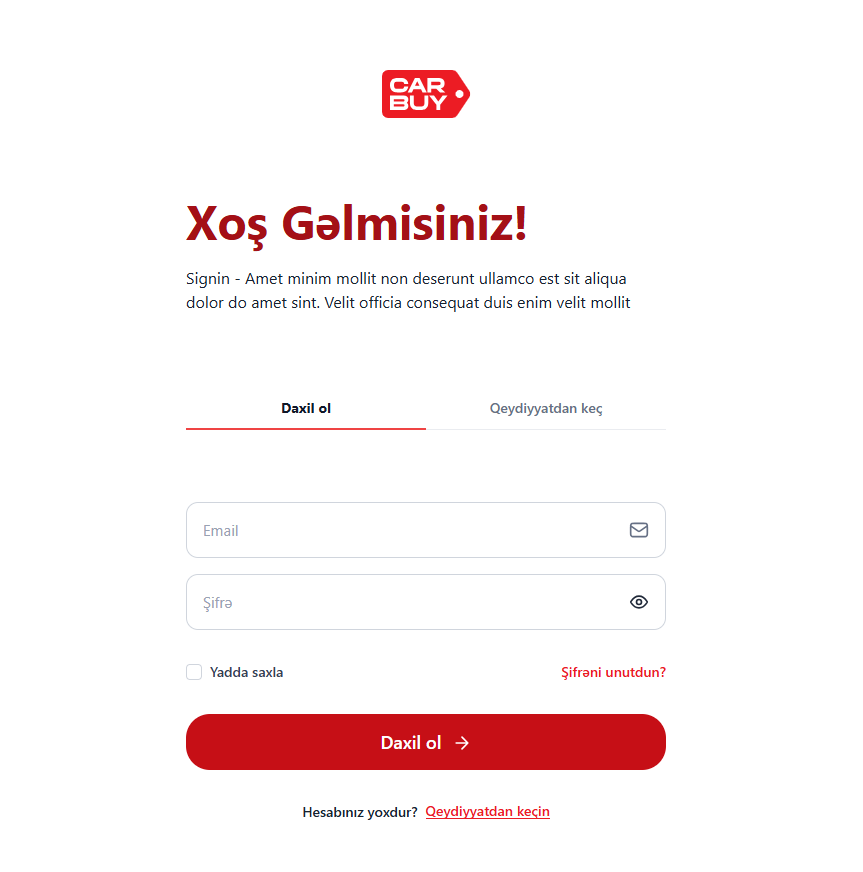 CAR
BUY
Xoş Gəlmisiniz!
Signin - Amet minim mollit non deserunt ullamco est sit aliqua
dolor do amet sint. Velit officia consequat duis enim velit mollit
Daxil ol
Qeydiyyatdan keç
Email
Şifrə
Yadda saxla
Şifrəni unutdun?
Daxil ol
Hesabınız yoxdur? Qeydiyyatdan keçin